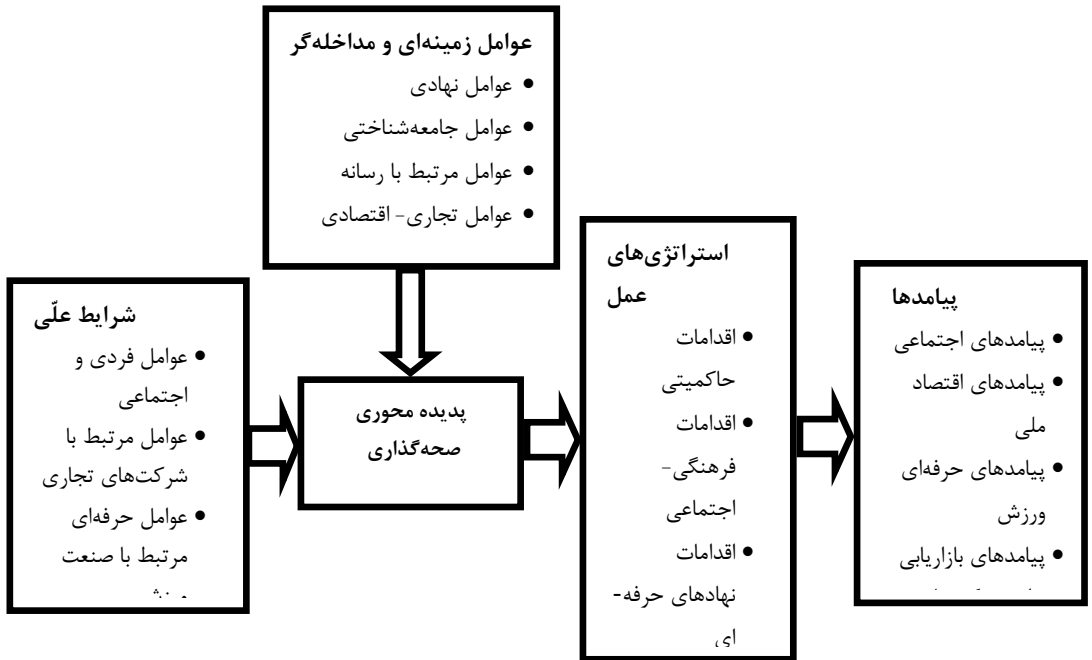 عوامل زمینه‌ای و مداخله‌گر
• عوامل نهادی
• عوامل جامعه‌شناختی
• عوامل مرتبط با رسانه
• عوامل تجاری- اقتصادی
شرایط علّی
• عوامل فردی و
اجتماعی
• عوامل مرتبط با
شرکت‌های تجاری
• عوامل حرفه‌ای
مرتبط با صنعت
پدیده محوری
صحه‌گذاری
استراتژی‌های
عمل
• اقدامات
حاکمیتی
• اقدامات
فرهنگی-
اجتماعی
• اقدامات
نهادهای حرفه-
ای
پیامدها
• پیامدهای اجتماعی
• پیامدهای اقتصاد
ملی
• پیامدهای حرفه‌ای
ورزش
• پیامدهای بازاریابی